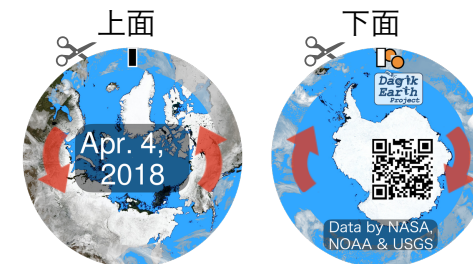 上面
下面
Apr. 4,
2018
Dagik
Earth
Project
Data by NASA,
NOAA & USGS